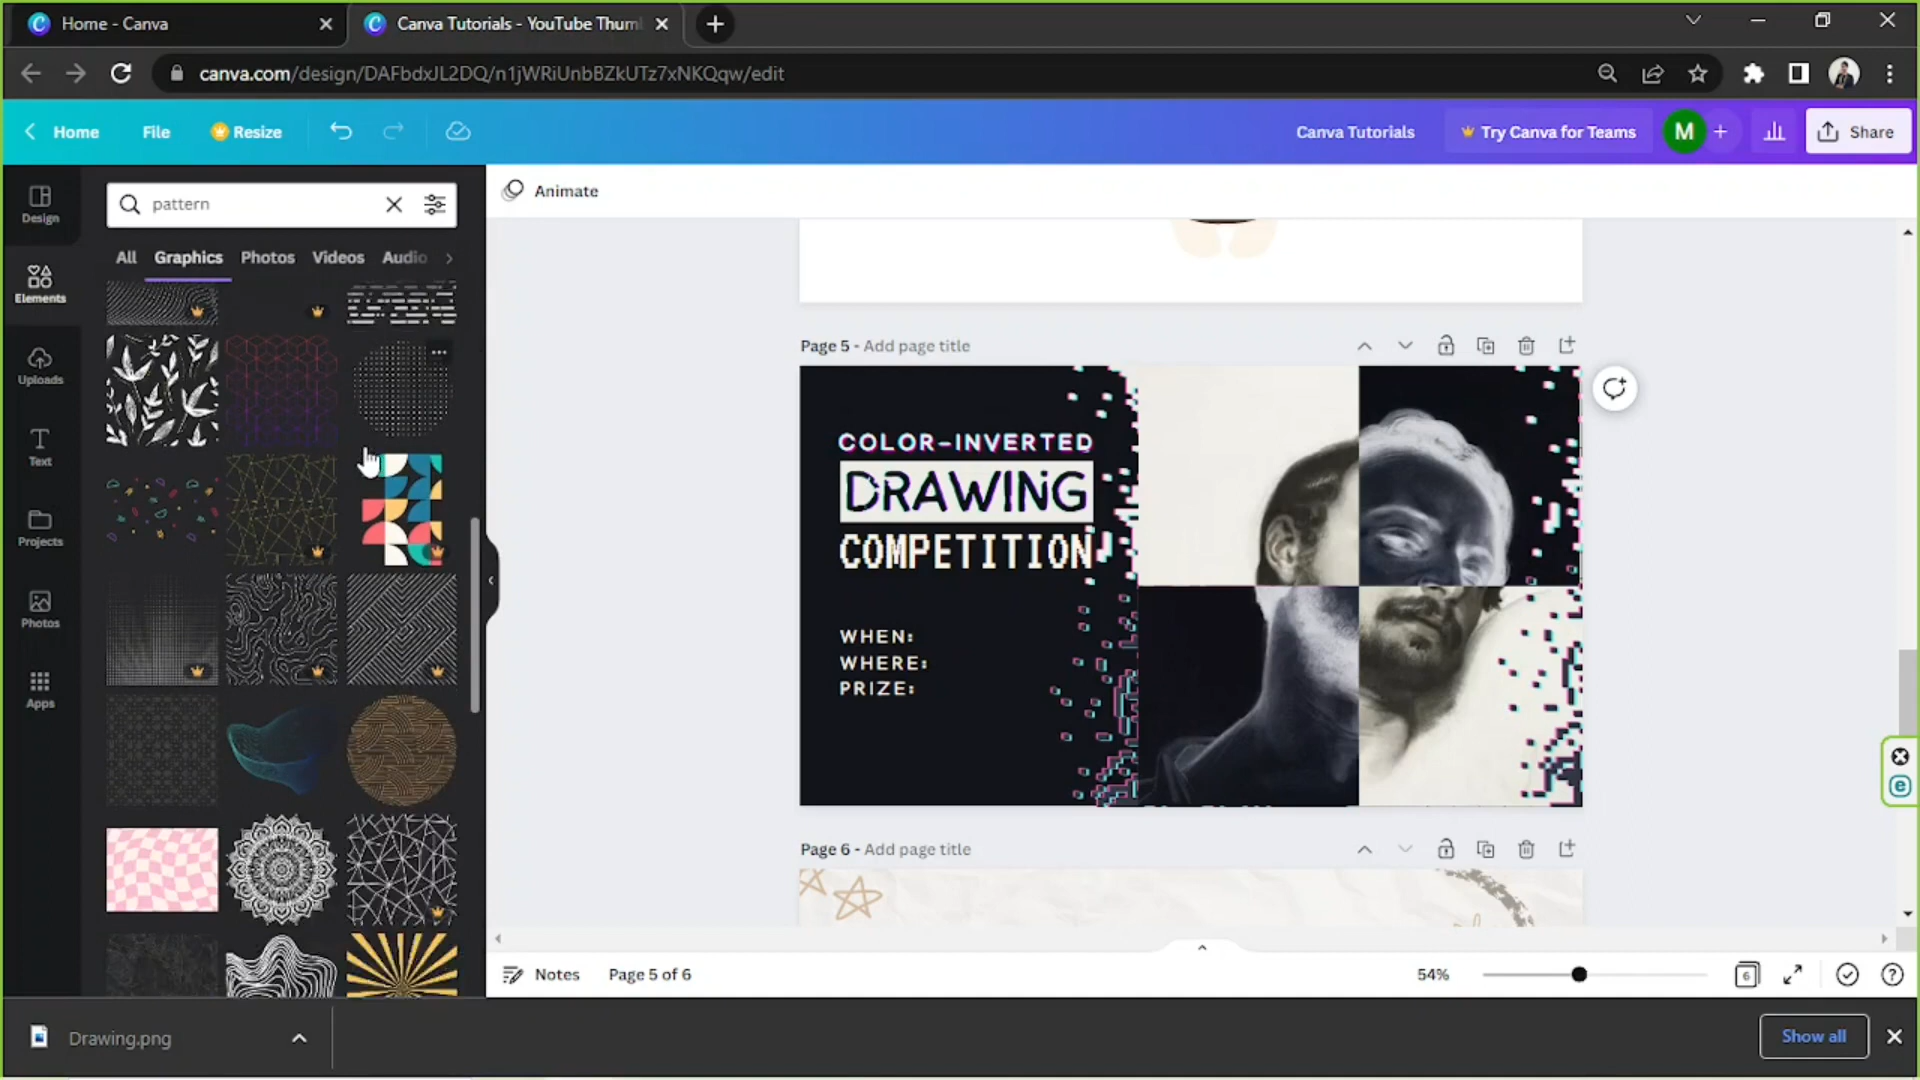 Home - Canva
Canva Tutorials - YouTube Thum
canva.com/design/DAFbdxJL2DQ/n1jWRiUnbBZkUTz7xNKQqw/edit
Home
File
Resize
Canva Tutorials
Try Canva for Teams
M
Share
Design
Elements
Uploads
Text
Projects
Photos
Apps
pattern
All
Graphics
Photos
Videos
Audio
Animate
Page 5 - Add page title
COLOR-INVERTED
DRAWING
COMPETITION
WHEN:
WHERE:
PRIZE:
Page 6 - Add page title
Notes
Page 5 of 6
54%
6
Drawing.png
Show all